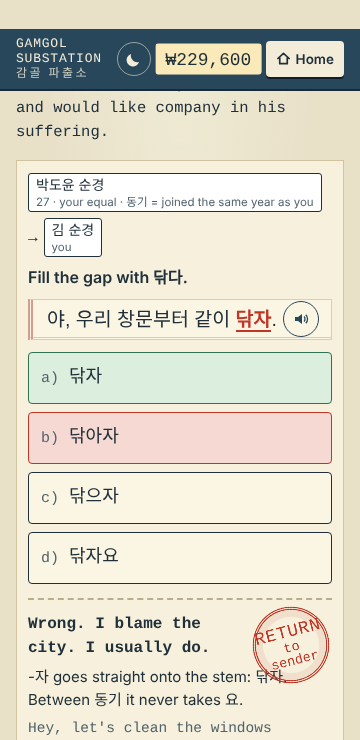 GAMGOL
SUBSTATION
감골 파출소
₩229,600
Home
and would like company in his
suffering.
박도윤 순경
27 · your equal · 동기 = joined the same year as you
→ 김 순경
you
Fill the gap with 닦다.
야, 우리 창문부터 같이 닦자.
a) 닦자
b) 닦아자
c) 닦으자
d) 닦자요
Wrong. I blame the
city. I usually do.
RETURN
to
sender
-자 goes straight onto the stem: 닦자.
Between 동기 it never takes 요.
Hey, let's clean the windows